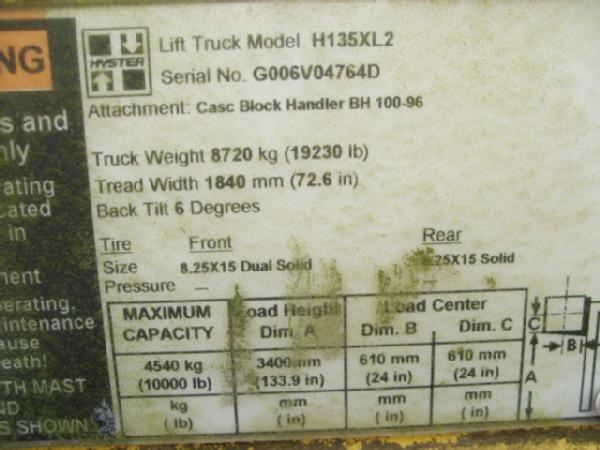 NG
s and
nly
ating
cated
in
ment
erating.
intenance
ause
eath!
TH MAST
ND
S SHOWN
HYSTER
Lift Truck Model H135XL2
Serial No. G006V04764D
Attachment: Casc Block Handler BH 100-96
Truck Weight 8720 kg (19230 lb)
Tread Width 1840 mm (72.6 in)
Back Tilt 6 Degrees
Tire Front Rear
Size 8.25X15 Dual Solid .25X15 Solid
Pressure — —
MAXIMUM CAPACITY
Load Height Dim. A
Load Center
Dim. B Dim. C
4540 kg 3400 mm 610 mm 610 mm
(10000 lb) (133.9 in) (24 in) (24 in)
kg mm mm mm
( lb) ( in) ( in) ( in)
C
B
A